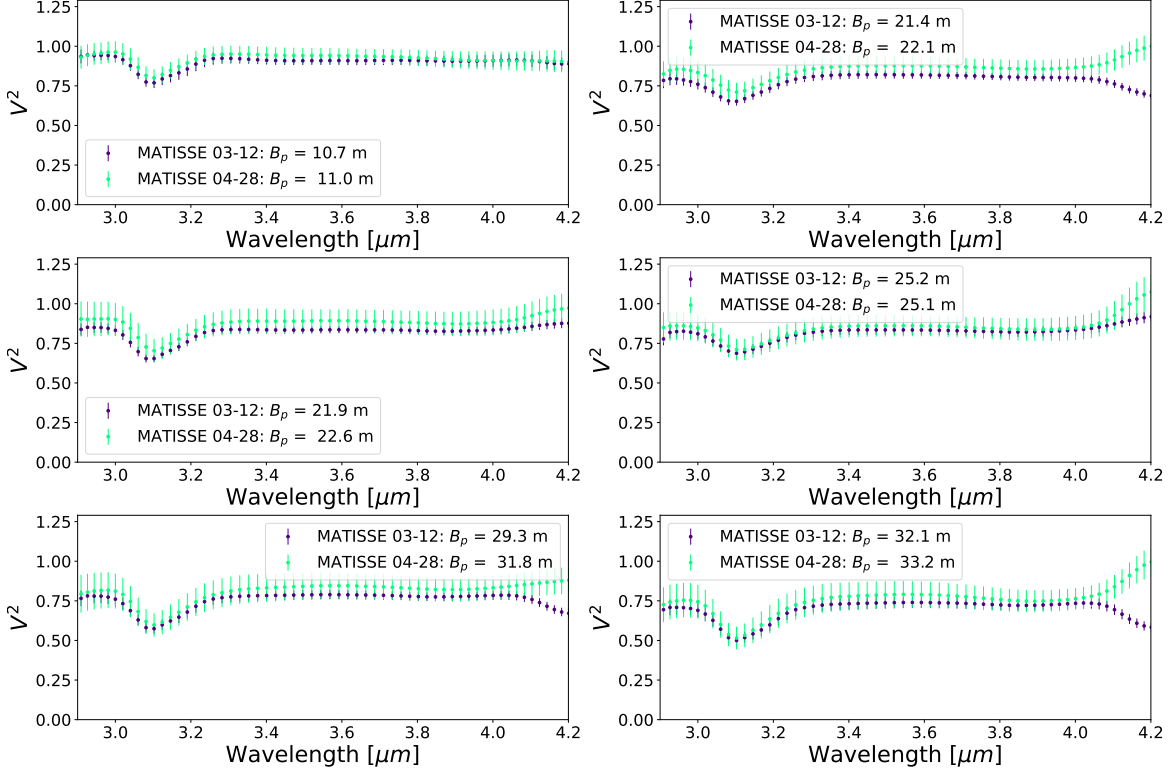 1.25
1.00
0.75
0.50
0.25
0.00
V²
MATISSE 03-12: Bₚ = 10.7 m
MATISSE 04-28: Bₚ =  11.0 m
3.0 3.2 3.4 3.6 3.8 4.0 4.2
Wavelength [μm]
1.25
1.00
0.75
0.50
0.25
0.00
V²
MATISSE 03-12: Bₚ = 21.4 m
MATISSE 04-28: Bₚ =  22.1 m
3.0 3.2 3.4 3.6 3.8 4.0 4.2
Wavelength [μm]
1.25
1.00
0.75
0.50
0.25
0.00
V²
MATISSE 03-12: Bₚ = 21.9 m
MATISSE 04-28: Bₚ =  22.6 m
3.0 3.2 3.4 3.6 3.8 4.0 4.2
Wavelength [μm]
1.25
1.00
0.75
0.50
0.25
0.00
V²
MATISSE 03-12: Bₚ = 25.2 m
MATISSE 04-28: Bₚ =  25.1 m
3.0 3.2 3.4 3.6 3.8 4.0 4.2
Wavelength [μm]
1.25
1.00
0.75
0.50
0.25
0.00
V²
MATISSE 03-12: Bₚ = 29.3 m
MATISSE 04-28: Bₚ =  31.8 m
3.0 3.2 3.4 3.6 3.8 4.0 4.2
Wavelength [μm]
1.25
1.00
0.75
0.50
0.25
0.00
V²
MATISSE 03-12: Bₚ = 32.1 m
MATISSE 04-28: Bₚ =  33.2 m
3.0 3.2 3.4 3.6 3.8 4.0 4.2
Wavelength [μm]